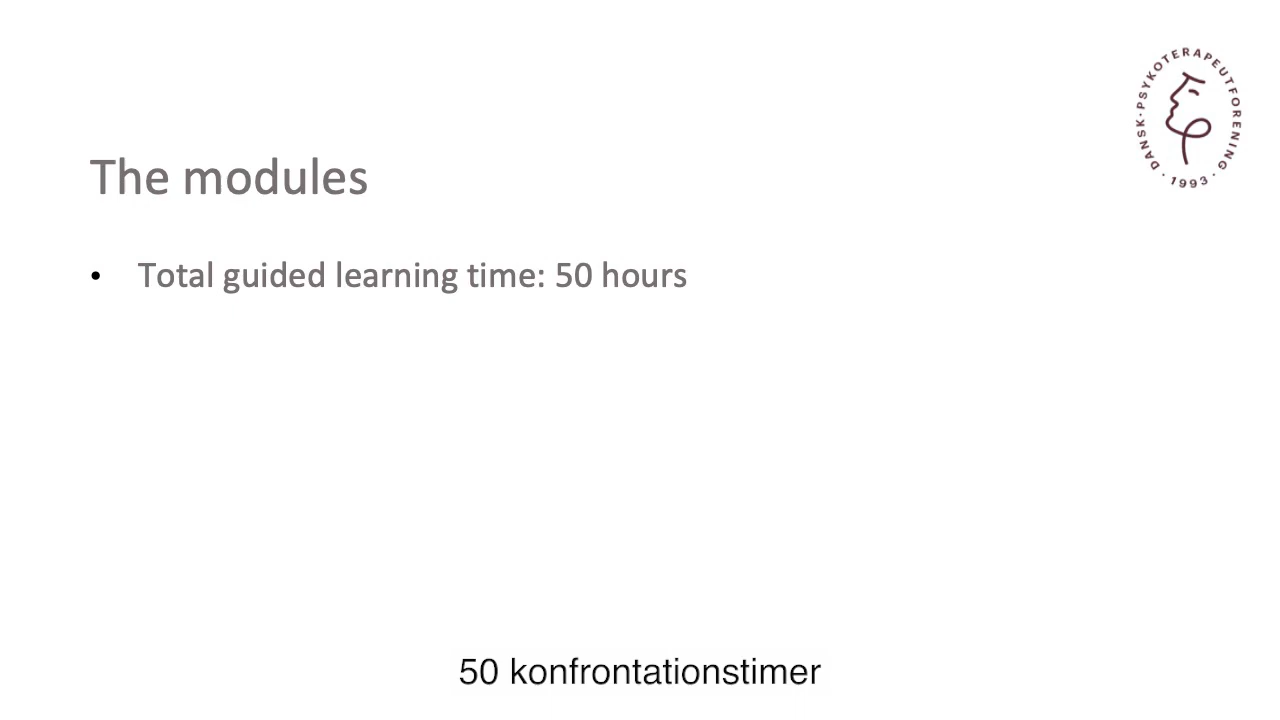 DANSK·PSYKOTERAPEUTFORENING · 1993 ·
The modules
• Total guided learning time: 50 hours
50 konfrontationstimer